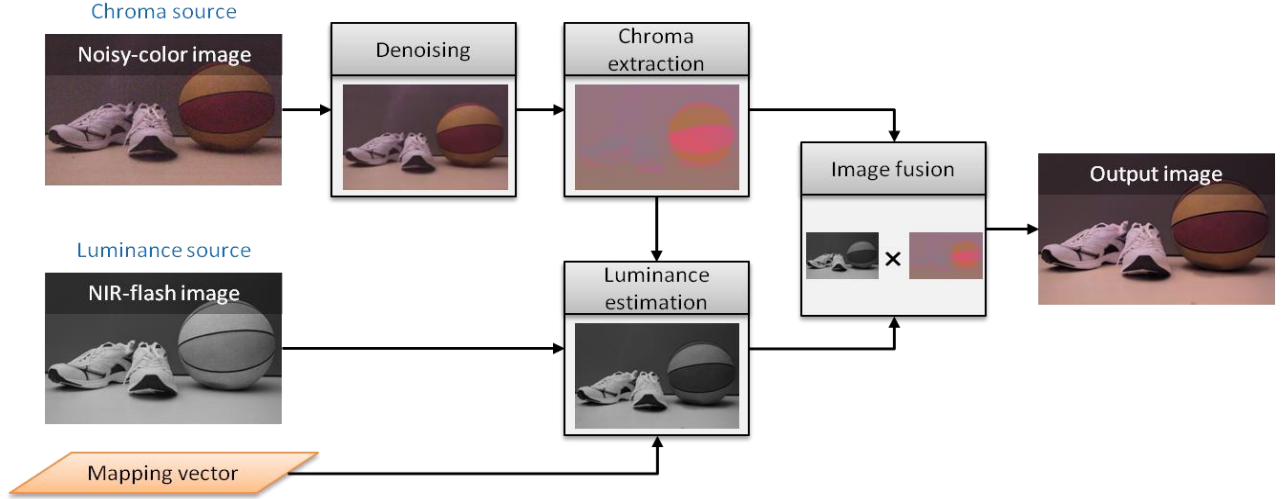 Chroma source
Noisy-color image
Denoising
Chroma
extraction
Image fusion
Output image
Luminance source
NIR-flash image
Luminance
estimation
×
Mapping vector